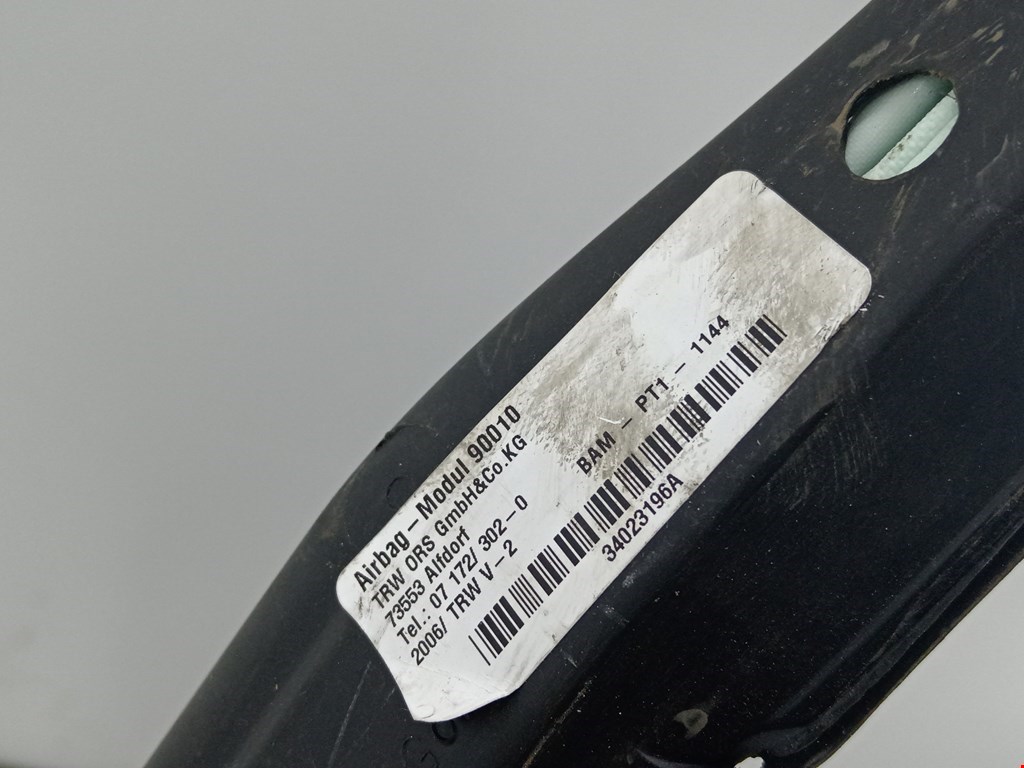 Airbag-Modul 90010
TRW ORS GmbH&Co.KG
73553 Alfdorf
Tel.: 07 172/ 302-0
2006/ TRW V-2
BAM - PT1 - 1144
34023196A